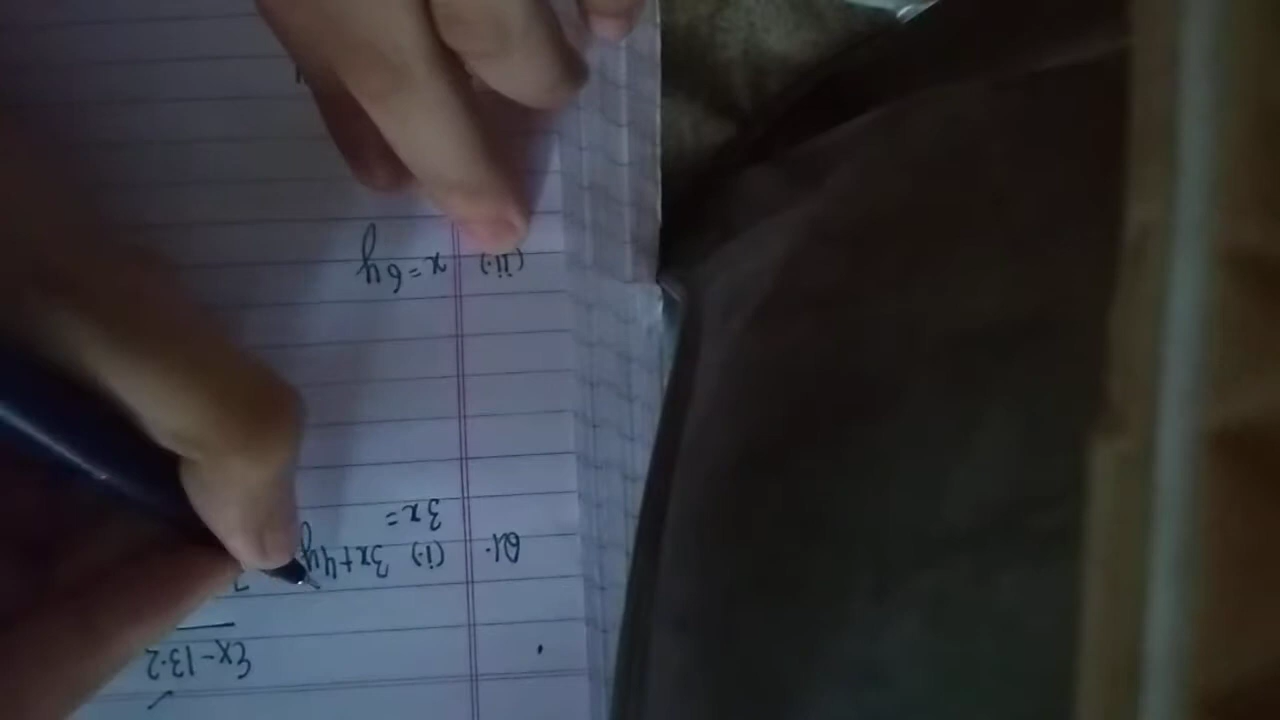 Ex-13.2
Q1. (i.) 3x+4y
3x=
(ii.) x=6y